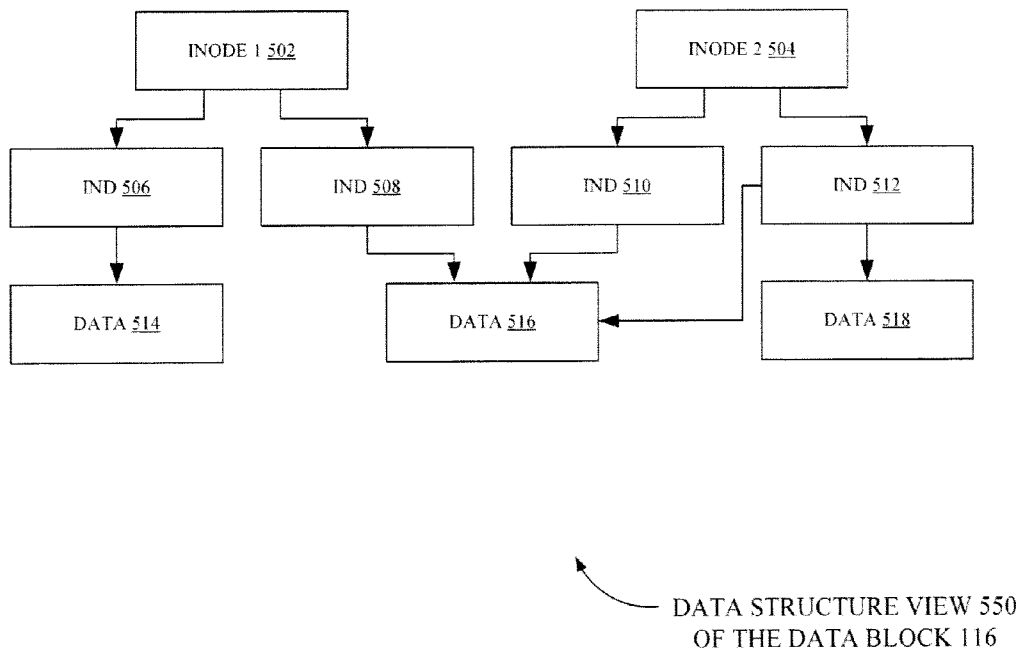 INODE 1 502
INODE 2 504
IND 506
IND 508
IND 510
IND 512
DATA 514
DATA 516
DATA 518
DATA STRUCTURE VIEW 550
OF THE DATA BLOCK 116